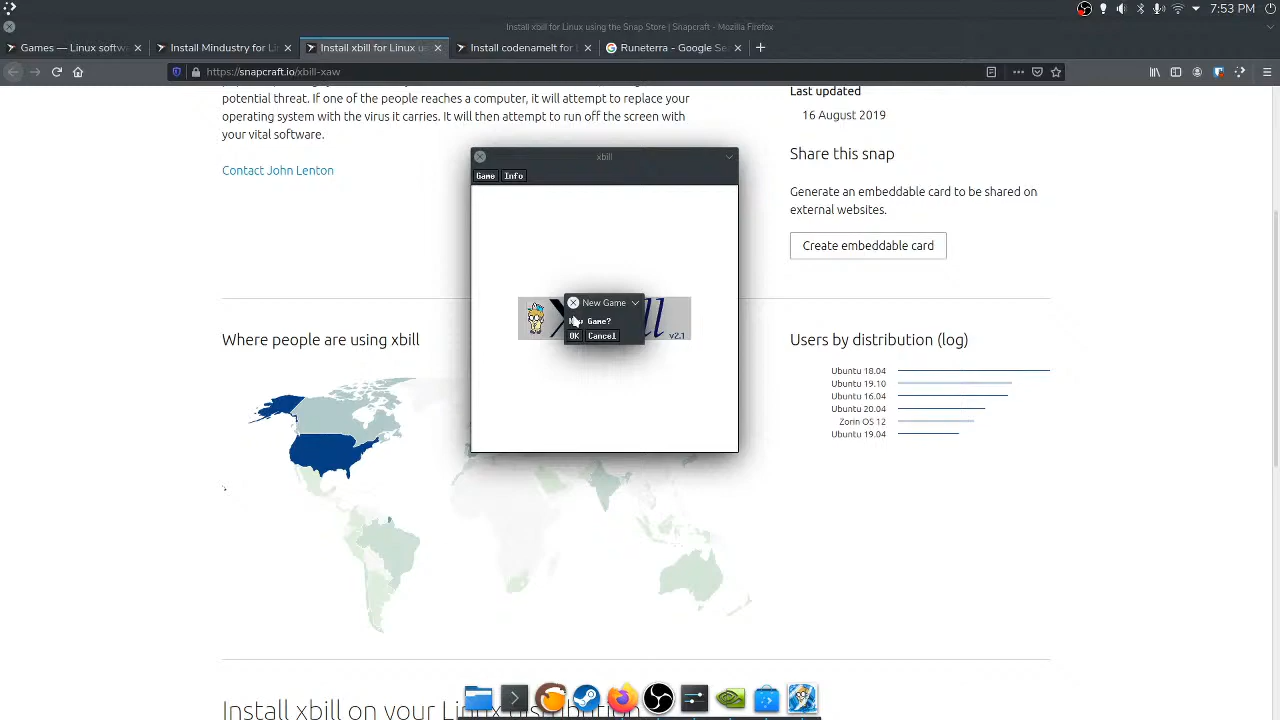 7:53 PM
Install xbill for Linux using the Snap Store | Snapcraft - Mozilla Firefox
Games — Linux softw
Install Mindustry for Li
Install xbill for Linux u
Install codenamelt for
Runeterra - Google Se
https://snapcraft.io/xbill-xaw
potential threat. If one of the people reaches a computer, it will attempt to replace your
operating system with the virus it carries. It will then attempt to run off the screen with
your vital software.
Contact John Lenton
Last updated
16 August 2019
Share this snap
Generate an embeddable card to be shared on
external websites.
Create embeddable card
xbill
Game Info
New Game
Game?
OK Cancel
ll
v2.1
Where people are using xbill
Users by distribution (log)
Ubuntu 18.04
Ubuntu 19.10
Ubuntu 16.04
Ubuntu 20.04
Zorin OS 12
Ubuntu 19.04
Install xbill on your Linux distribution